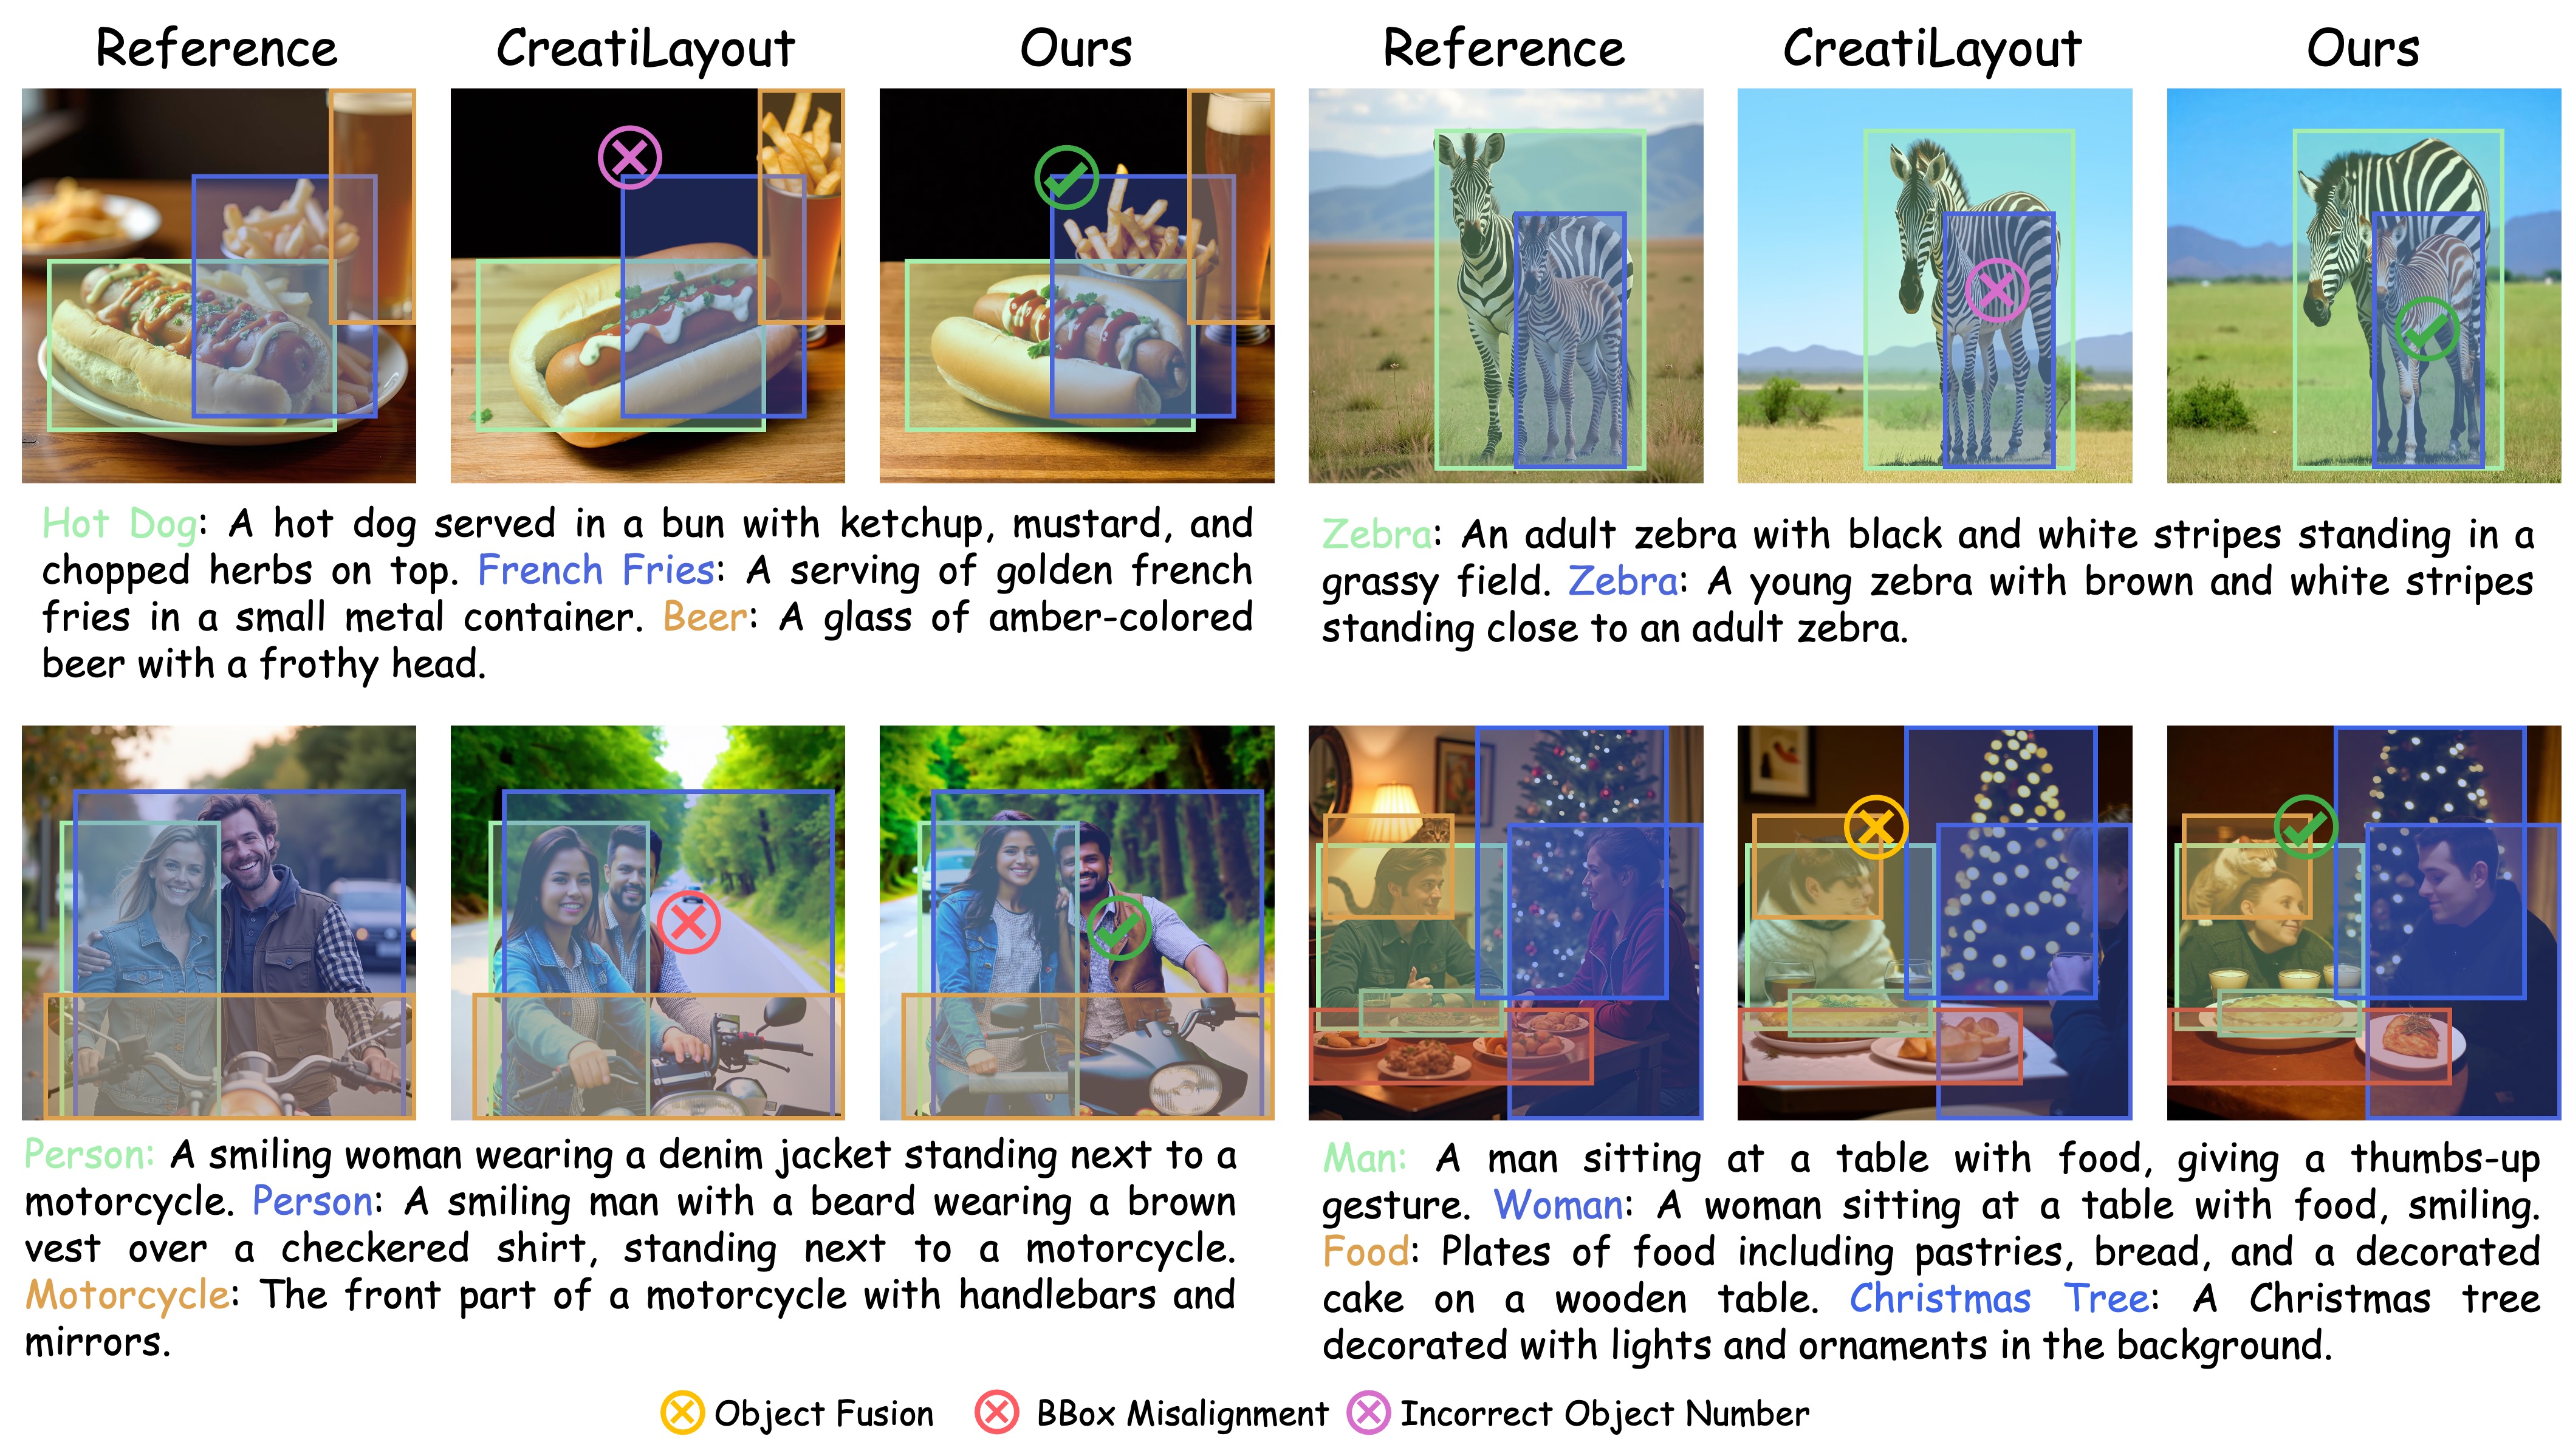 Reference CreatiLayout Ours Reference CreatiLayout Ours
Hot Dog: A hot dog served in a bun with ketchup, mustard, and
chopped herbs on top. French Fries: A serving of golden french
fries in a small metal container. Beer: A glass of amber-colored
beer with a frothy head.
Zebra: An adult zebra with black and white stripes standing in a
grassy field. Zebra: A young zebra with brown and white stripes
standing close to an adult zebra.
Person: A smiling woman wearing a denim jacket standing next to a
motorcycle. Person: A smiling man with a beard wearing a brown
vest over a checkered shirt, standing next to a motorcycle.
Motorcycle: The front part of a motorcycle with handlebars and
mirrors.
Man: A man sitting at a table with food, giving a thumbs-up
gesture. Woman: A woman sitting at a table with food, smiling.
Food: Plates of food including pastries, bread, and a decorated
cake on a wooden table. Christmas Tree: A Christmas tree
decorated with lights and ornaments in the background.
Object Fusion BBox Misalignment Incorrect Object Number